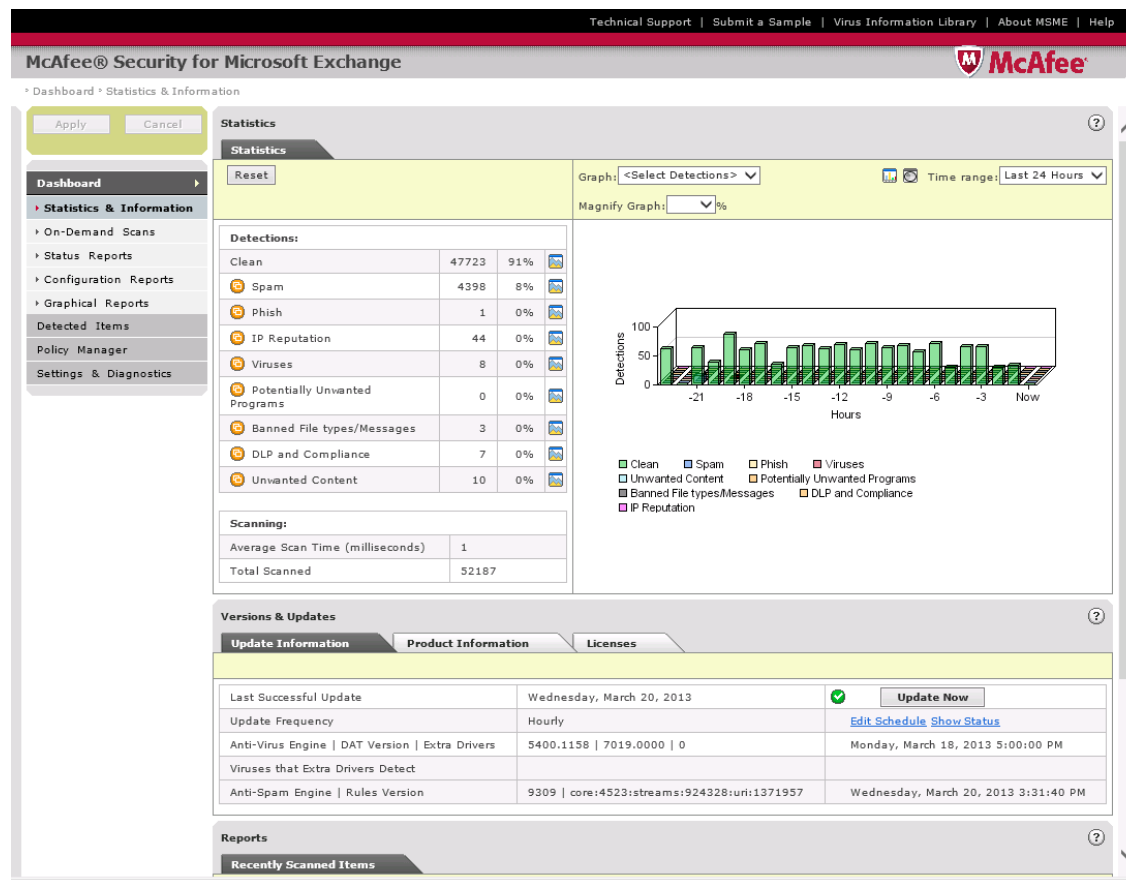 Technical Support | Submit a Sample | Virus Information Library | About MSME | Help
McAfee® Security for Microsoft Exchange
McAfee
Dashboard › Statistics & Information
Apply Cancel
Dashboard
Statistics & Information
On-Demand Scans
Status Reports
Configuration Reports
Graphical Reports
Detected Items
Policy Manager
Settings & Diagnostics
Statistics
Statistics
Reset
Graph: <Select Detections> Time range: Last 24 Hours
Magnify Graph: %
Detections:
Clean 47723 91%
Spam 4398 8%
Phish 1 0%
IP Reputation 44 0%
Viruses 8 0%
Potentially Unwanted
Programs 0 0%
Banned File types/Messages 3 0%
DLP and Compliance 7 0%
Unwanted Content 10 0%
Scanning:
Average Scan Time (milliseconds) 1
Total Scanned 52187
Detections
100
50
0
-21 -18 -15 -12 -9 -6 -3 Now
Hours
Clean Spam Phish Viruses
Unwanted Content Potentially Unwanted Programs
Banned File types/Messages DLP and Compliance
IP Reputation
Versions & Updates
Update Information Product Information Licenses
Last Successful Update Wednesday, March 20, 2013 Update Now
Update Frequency Hourly Edit Schedule Show Status
Anti-Virus Engine | DAT Version | Extra Drivers 5400.1158 | 7019.0000 | 0 Monday, March 18, 2013 5:00:00 PM
Viruses that Extra Drivers Detect
Anti-Spam Engine | Rules Version 9309 | core:4523:streams:924328:uri:1371957 Wednesday, March 20, 2013 3:31:40 PM
Reports
Recently Scanned Items